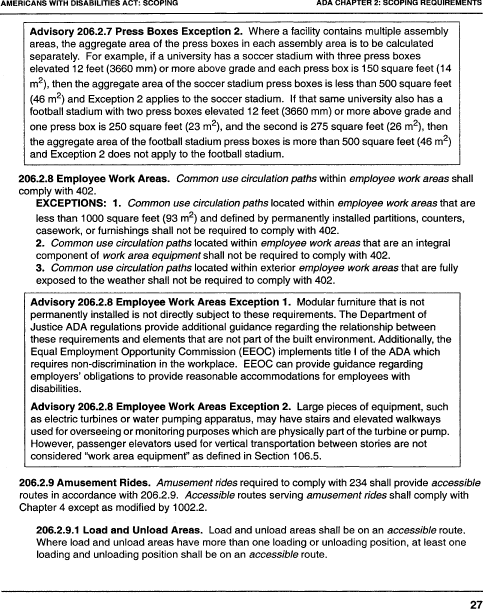 AMERICANS WITH DISABILITIES ACT: SCOPING
ADA CHAPTER 2: SCOPING REQUIREMENTS
Advisory 206.2.7 Press Boxes Exception 2. Where a facility contains multiple assembly
areas, the aggregate area of the press boxes in each assembly area is to be calculated
separately. For example, if a university has a soccer stadium with three press boxes
elevated 12 feet (3660 mm) or more above grade and each press box is 150 square feet (14
m2), then the aggregate area of the soccer stadium press boxes is less than 500 square feet
(46 m2) and Exception 2 applies to the soccer stadium. If that same university also has a
football stadium with two press boxes elevated 12 feet (3660 mm) or more above grade and
one press box is 250 square feet (23 m2), and the second is 275 square feet (26 m2), then
the aggregate area of the football stadium press boxes is more than 500 square feet (46 m2)
and Exception 2 does not apply to the football stadium.
206.2.8 Employee Work Areas. Common use circulation paths within employee work areas shall
comply with 402.
EXCEPTIONS: 1. Common use circulation paths located within employee work areas that are
less than 1000 square feet (93 m2) and defined by permanently installed partitions, counters,
casework, or furnishings shall not be required to comply with 402.
2. Common use circulation paths located within employee work areas that are an integral
component of work area equipment shall not be required to comply with 402.
3. Common use circulation paths located within exterior employee work areas that are fully
exposed to the weather shall not be required to comply with 402.
Advisory 206.2.8 Employee Work Areas Exception 1. Modular furniture that is not
permanently installed is not directly subject to these requirements. The Department of
Justice ADA regulations provide additional guidance regarding the relationship between
these requirements and elements that are not part of the built environment. Additionally, the
Equal Employment Opportunity Commission (EEOC) implements title I of the ADA which
requires non-discrimination in the workplace. EEOC can provide guidance regarding
employers' obligations to provide reasonable accommodations for employees with
disabilities.
Advisory 206.2.8 Employee Work Areas Exception 2. Large pieces of equipment, such
as electric turbines or water pumping apparatus, may have stairs and elevated walkways
used for overseeing or monitoring purposes which are physically part of the turbine or pump.
However, passenger elevators used for vertical transportation between stories are not
considered "work area equipment" as defined in Section 106.5.
206.2.9 Amusement Rides. Amusement rides required to comply with 234 shall provide accessible
routes in accordance with 206.2.9. Accessible routes serving amusement rides shall comply with
Chapter 4 except as modified by 1002.2.
206.2.9.1 Load and Unload Areas. Load and unload areas shall be on an accessible route.
Where load and unload areas have more than one loading or unloading position, at least one
loading and unloading position shall be on an accessible route.
27